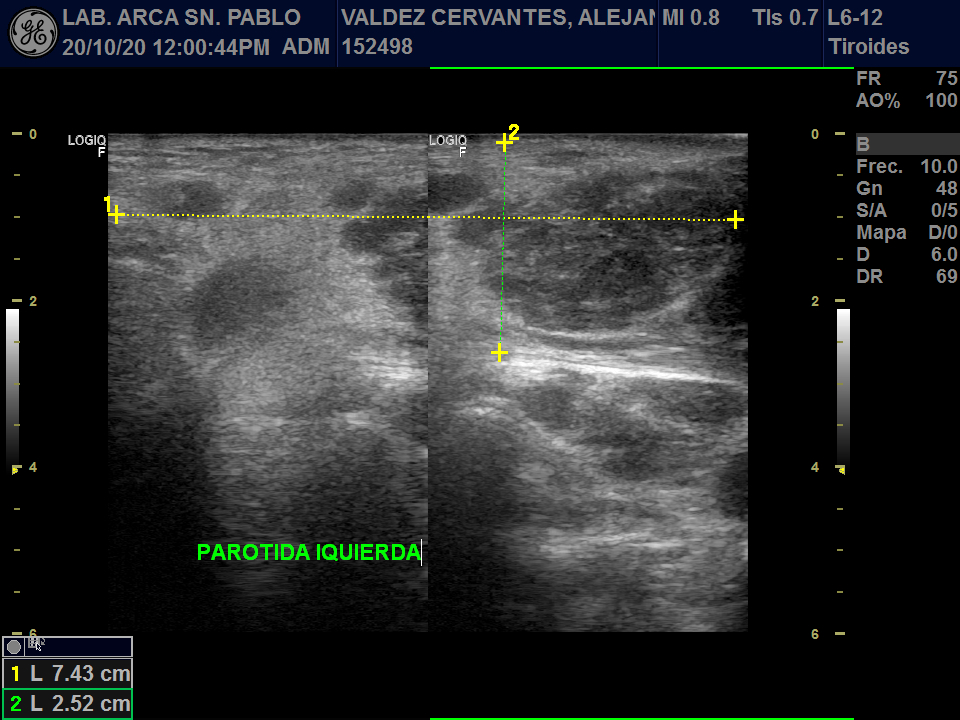 LAB. ARCA SN. PABLO
20/10/20 12:00:44PM ADM
VALDEZ CERVANTES, ALEJAN
152498
MI 0.8 TIs 0.7
L6-12
Tiroides
FR 75
AO% 100
B
Frec. 10.0
Gn 48
S/A 0/5
Mapa D/0
D 6.0
DR 69
LOGIQ
F
LOGIQ
F
0
2
4
6
0
2
4
6
1
2
PAROTIDA IQUIERDA
1 L 7.43 cm
2 L 2.52 cm